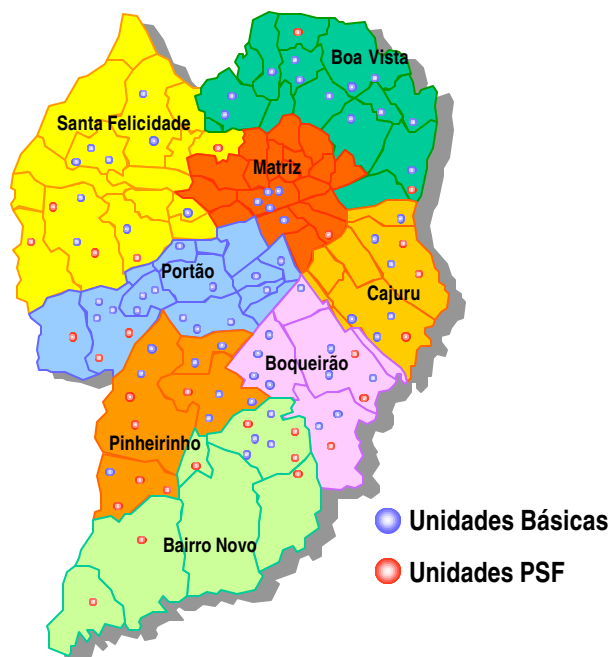 Boa Vista
Santa Felicidade
Matriz
Portão
Cajuru
Boqueirão
Pinheirinho
Bairro Novo
Unidades Básicas
Unidades PSF